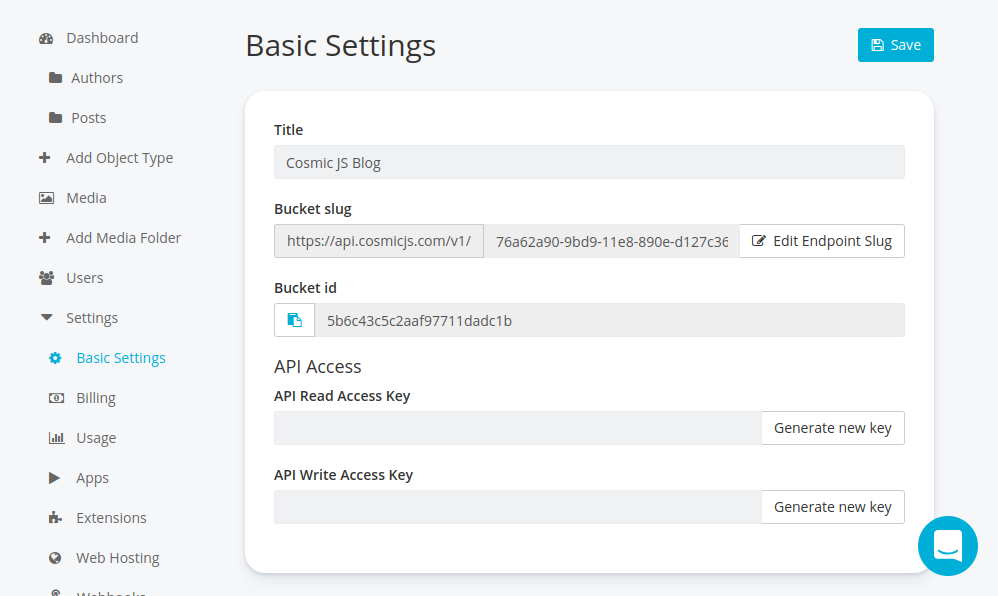 Dashboard
Authors
Posts
Add Object Type
Media
Add Media Folder
Users
Settings
Basic Settings
Billing
Usage
Apps
Extensions
Web Hosting
Webhooks
Basic Settings
Save
Title
Cosmic JS Blog
Bucket slug
https://api.cosmicjs.com/v1/ 76a62a90-9bd9-11e8-890e-d127c36 Edit Endpoint Slug
Bucket id
5b6c43c5c2aaf97711dadc1b
API Access
API Read Access Key
Generate new key
API Write Access Key
Generate new key